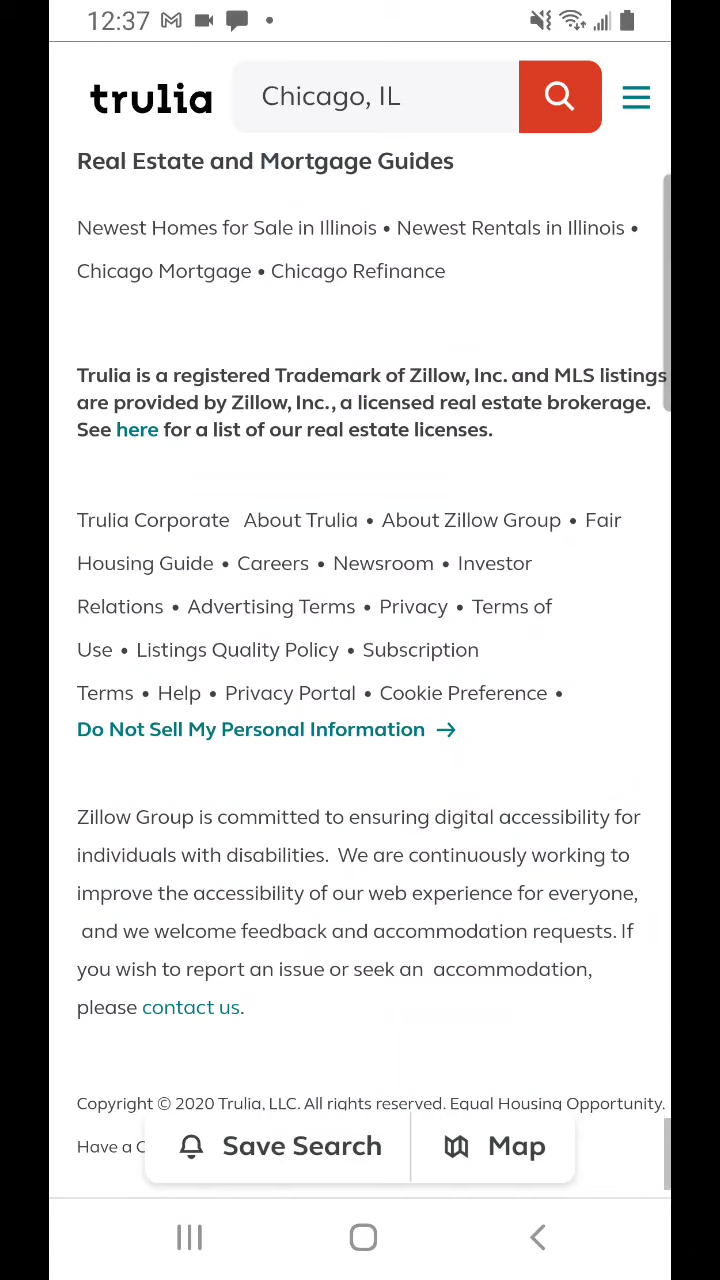 12:37
trulia
Chicago, IL
Real Estate and Mortgage Guides
Newest Homes for Sale in Illinois • Newest Rentals in Illinois •
Chicago Mortgage • Chicago Refinance
Trulia is a registered Trademark of Zillow, Inc. and MLS listings
are provided by Zillow, Inc., a licensed real estate brokerage.
See here for a list of our real estate licenses.
Trulia Corporate About Trulia • About Zillow Group • Fair
Housing Guide • Careers • Newsroom • Investor
Relations • Advertising Terms • Privacy • Terms of
Use • Listings Quality Policy • Subscription
Terms • Help • Privacy Portal • Cookie Preference •
Do Not Sell My Personal Information →
Zillow Group is committed to ensuring digital accessibility for
individuals with disabilities. We are continuously working to
improve the accessibility of our web experience for everyone,
and we welcome feedback and accommodation requests. If
you wish to report an issue or seek an accommodation,
please contact us.
Copyright © 2020 Trulia, LLC. All rights reserved. Equal Housing Opportunity.
Have a
Save Search
Map